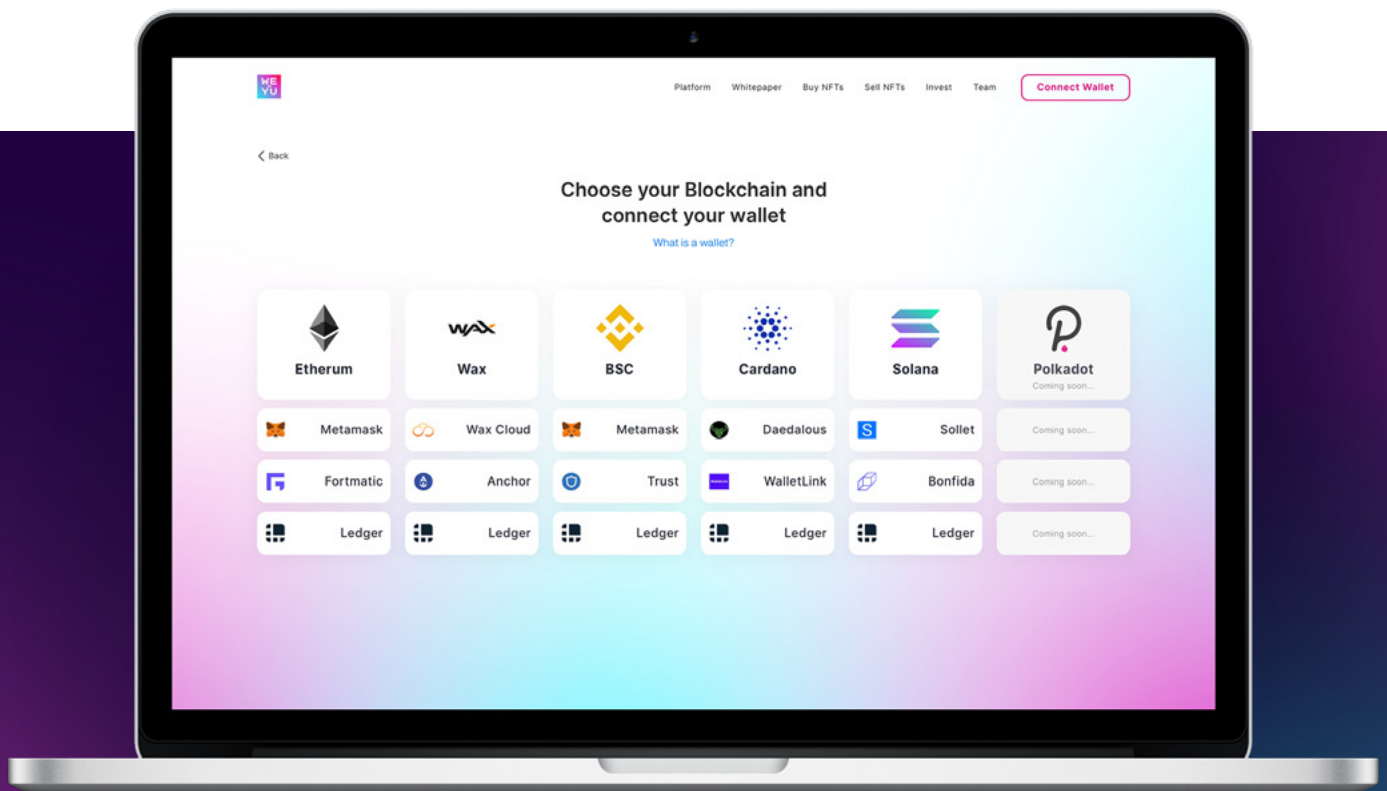 WE
YU
Platform Whitepaper Buy NFTs Sell NFTs Invest Team Connect Wallet
Back
Choose your Blockchain and
connect your wallet
What is a wallet?
WAX
Etherum Wax BSC Cardano Solana Polkadot
Coming soon...
Metamask Wax Cloud Metamask Daedalous S Sollet Coming soon...
Fortmatic Anchor Trust WalletLink Bonfida Coming soon...
Ledger Ledger Ledger Ledger Ledger Coming soon...